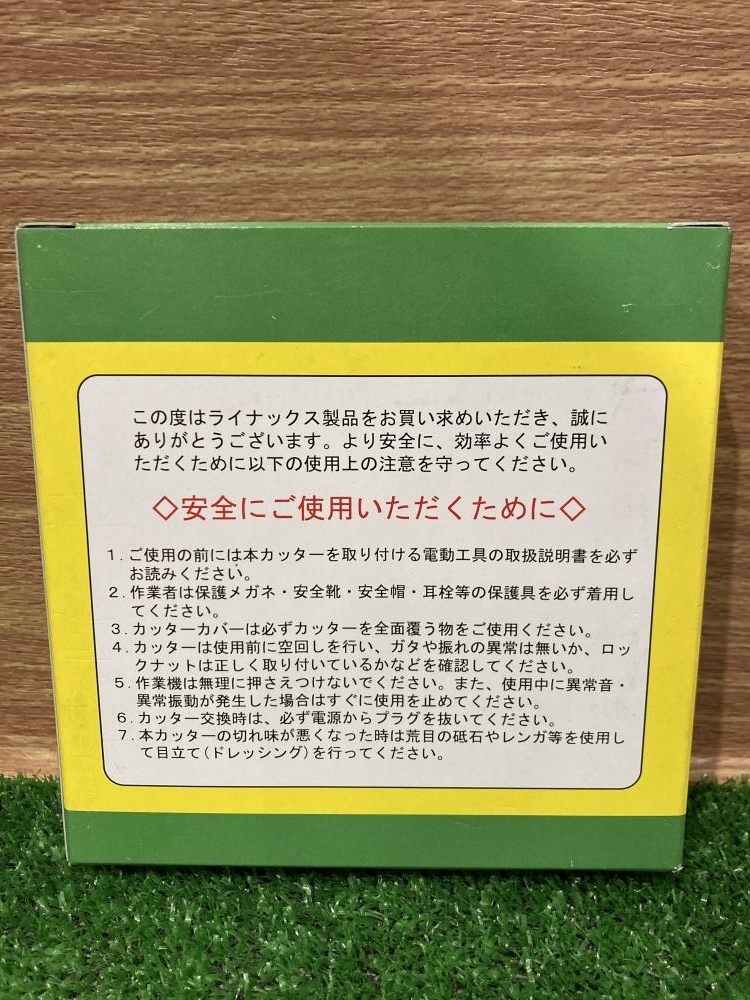 この度はライナックス製品をお買い求めいただき、誠に
ありがとうございます。より安全に、効率よくご使用い
ただくために以下の使用上の注意を守ってください。
◇安全にご使用いただくために◇
1.ご使用の前には本カッターを取り付ける電動工具の取扱説明書を必ず
お読みください。
2.作業者は保護メガネ・安全靴・安全帽・耳栓等の保護具を必ず着用し
てください。
3.カッターカバーは必ずカッターを全面覆う物をご使用ください。
4.カッターは使用前に空回しを行い、ガタや振れの異常は無いか、ロッ
クナットは正しく取り付いているかなどを確認してください。
5.作業機は無理に押さえつけないでください。また、使用中に異常音・
異常振動が発生した場合はすぐに使用を止めてください。
6.カッター交換時は、必ず電源からプラグを抜いてください。
7.本カッターの切れ味が悪くなった時は荒目の砥石やレンガ等を使用し
て目立て(ドレッシング)を行ってください。